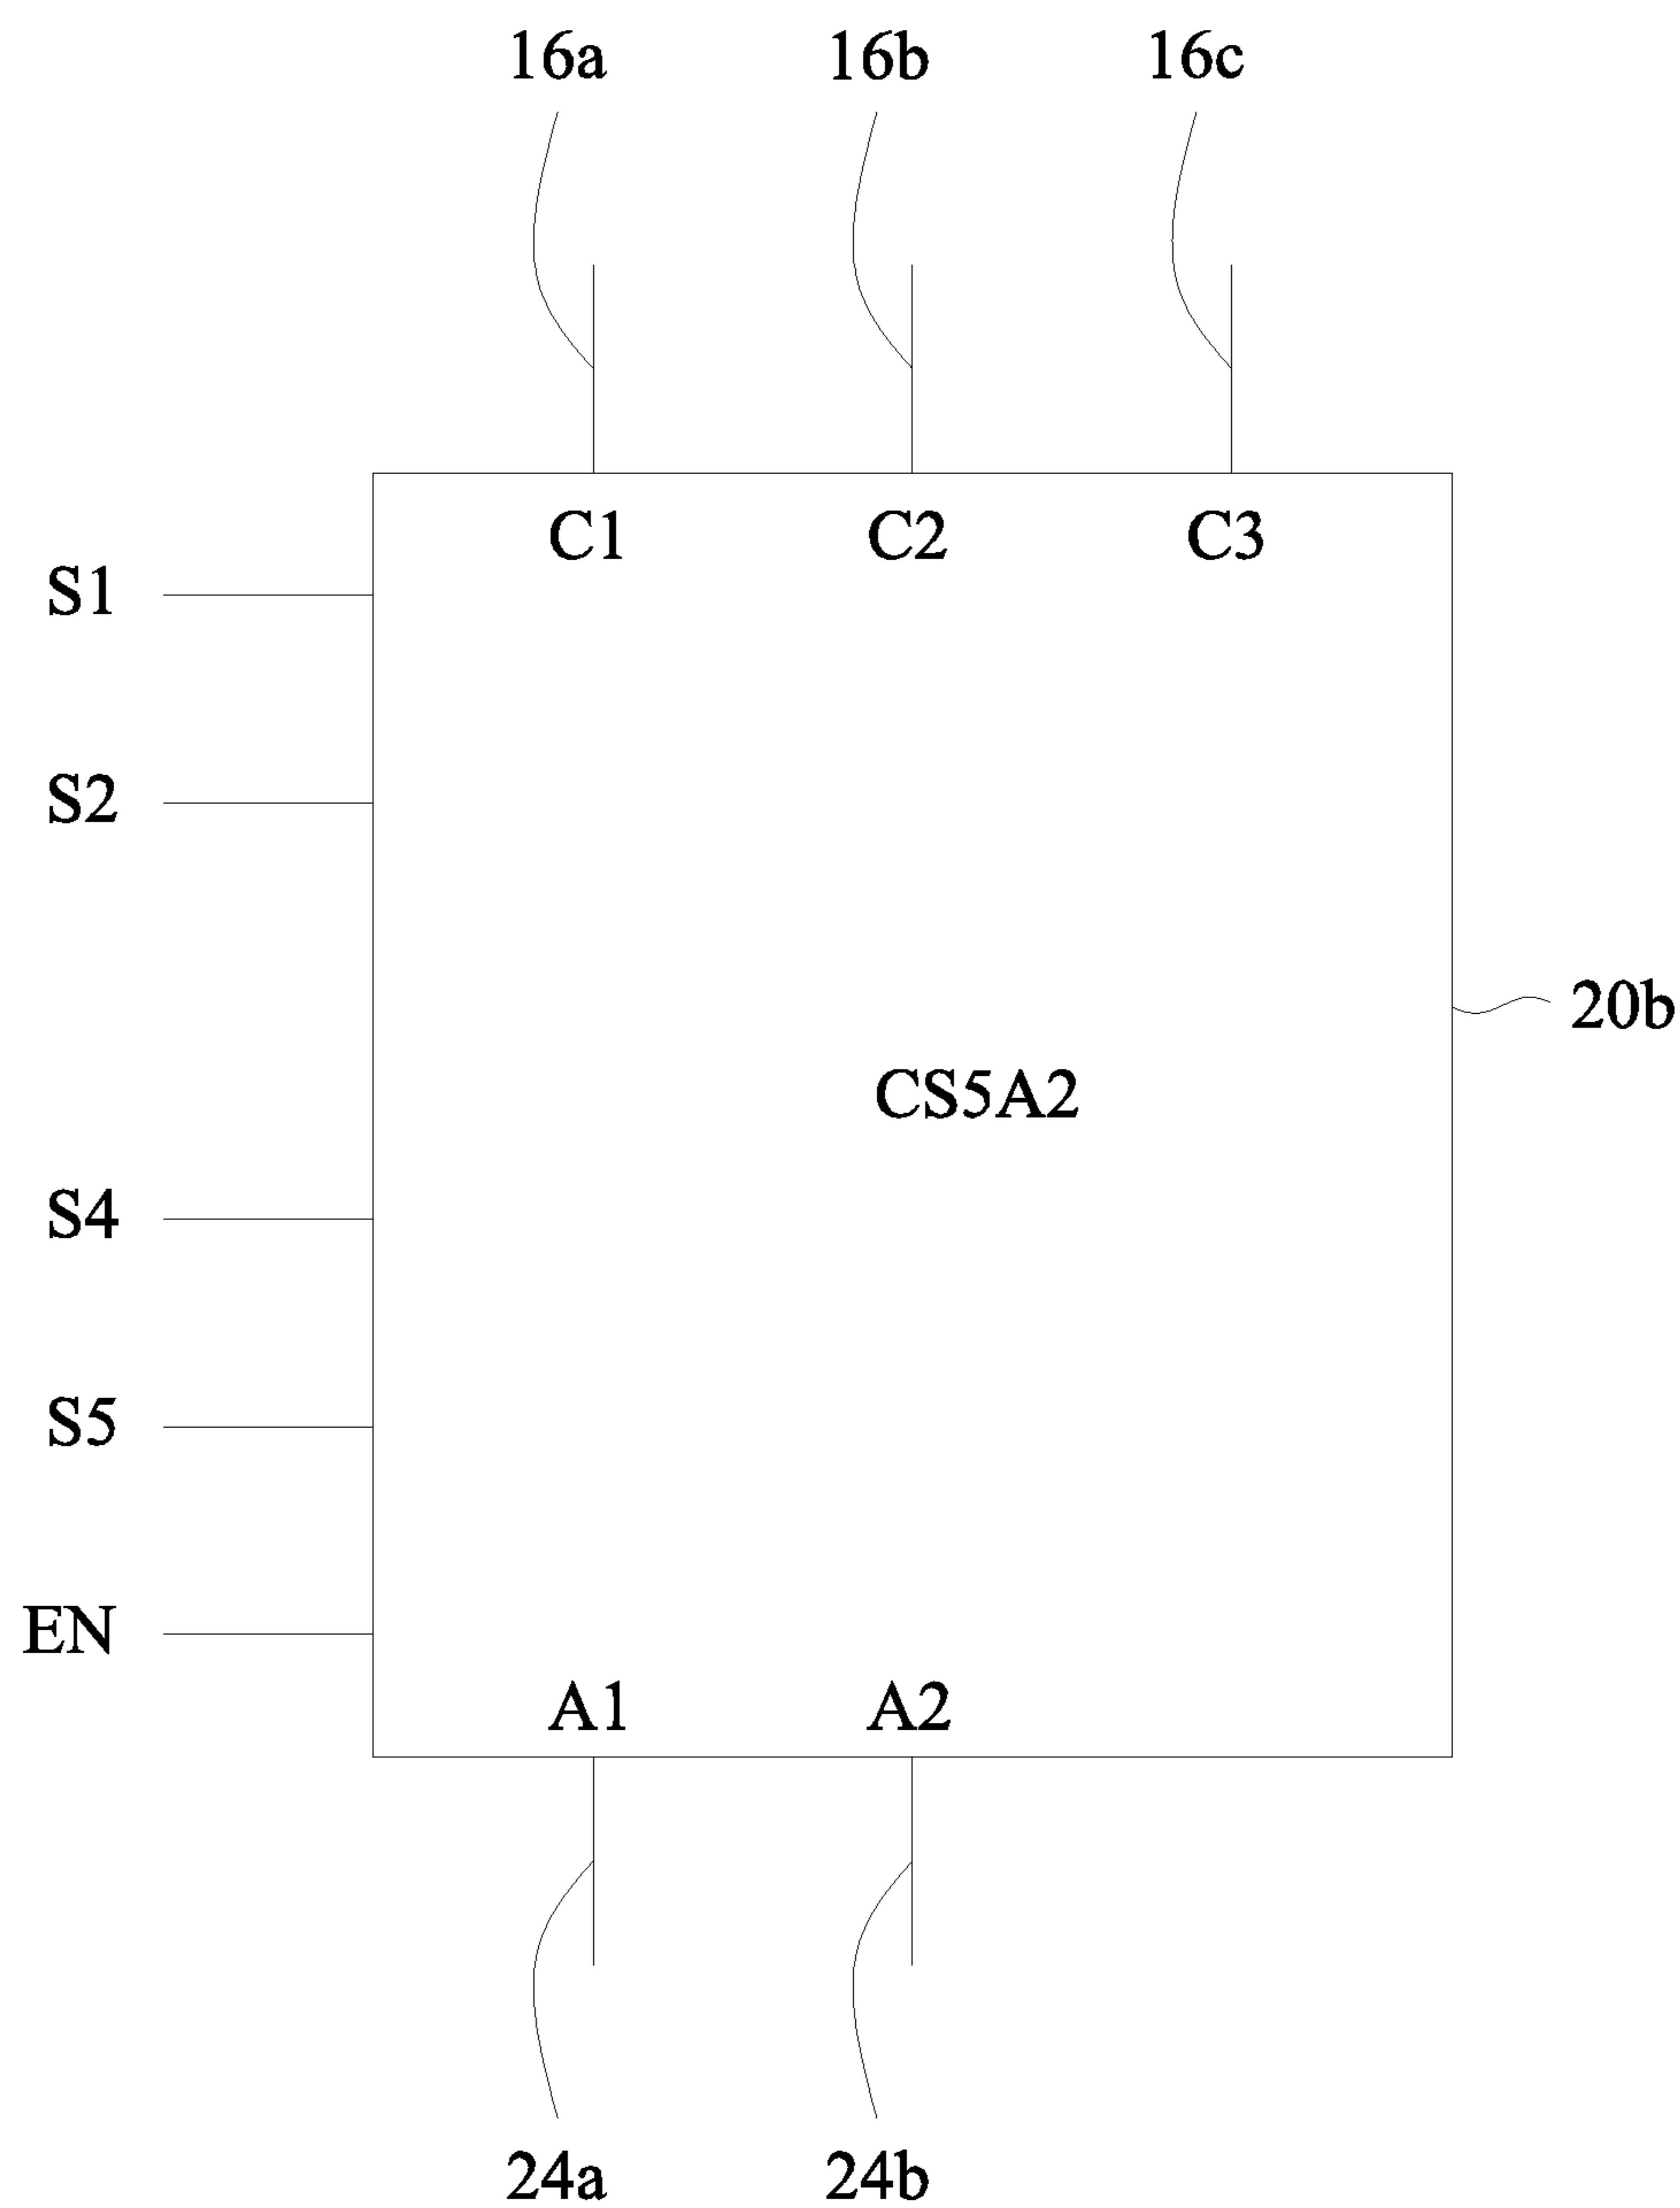 16a 16b 16c
C1 C2 C3
S1
S2
20b
CS5A2
S4
S5
EN
A1 A2
24a 24b